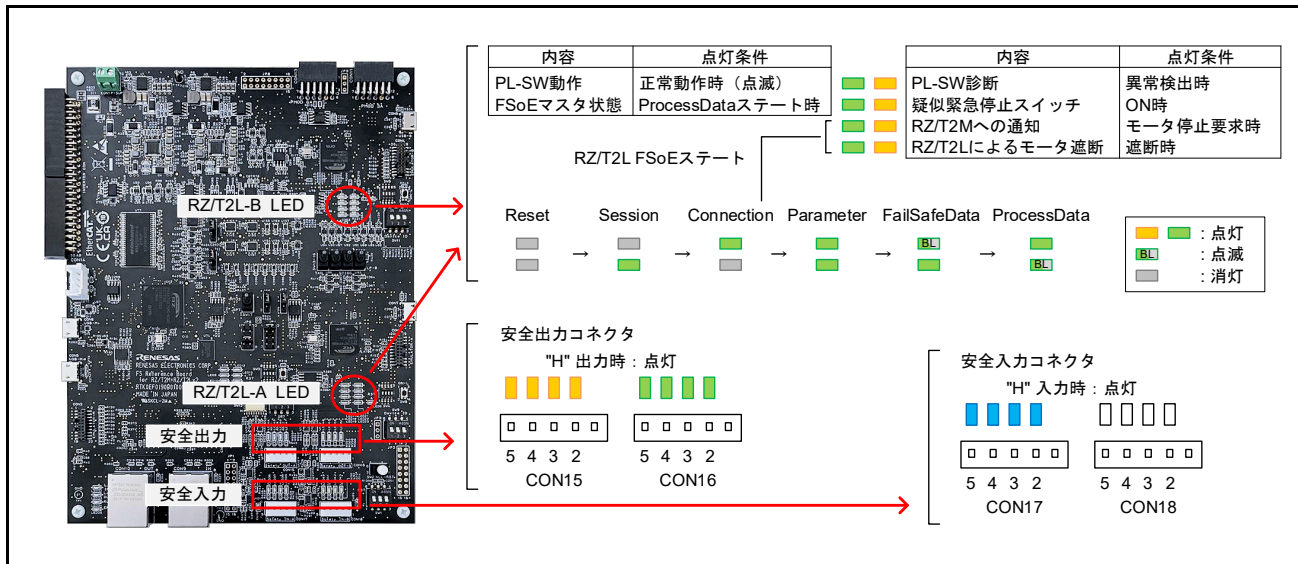 内容 点灯条件
PL-SW動作 正常動作時（点滅）
FSoEマスタ状態 ProcessDataステート時
内容 点灯条件
PL-SW診断 異常検出時
疑似緊急停止スイッチ ON時
RZ/T2Mへの通知 モータ停止要求時
RZ/T2Lによるモータ遮断 遮断時
RZ/T2L FSoEステート
Reset → Session → Connection → Parameter → FailSafeData → ProcessData
BL
BL
: 点灯
BL : 点滅
: 消灯
RZ/T2L-B LED
RENESAS
RENESAS ELECTRONICS CORP.
FS Reference Board
MADE IN JAPAN
RZ/T2L-A LED
安全出力
安全入力
安全出力コネクタ
"H" 出力時 : 点灯
5 4 3 2
CON15
5 4 3 2
CON16
安全入力コネクタ
"H" 入力時 : 点灯
5 4 3 2
CON17
5 4 3 2
CON18